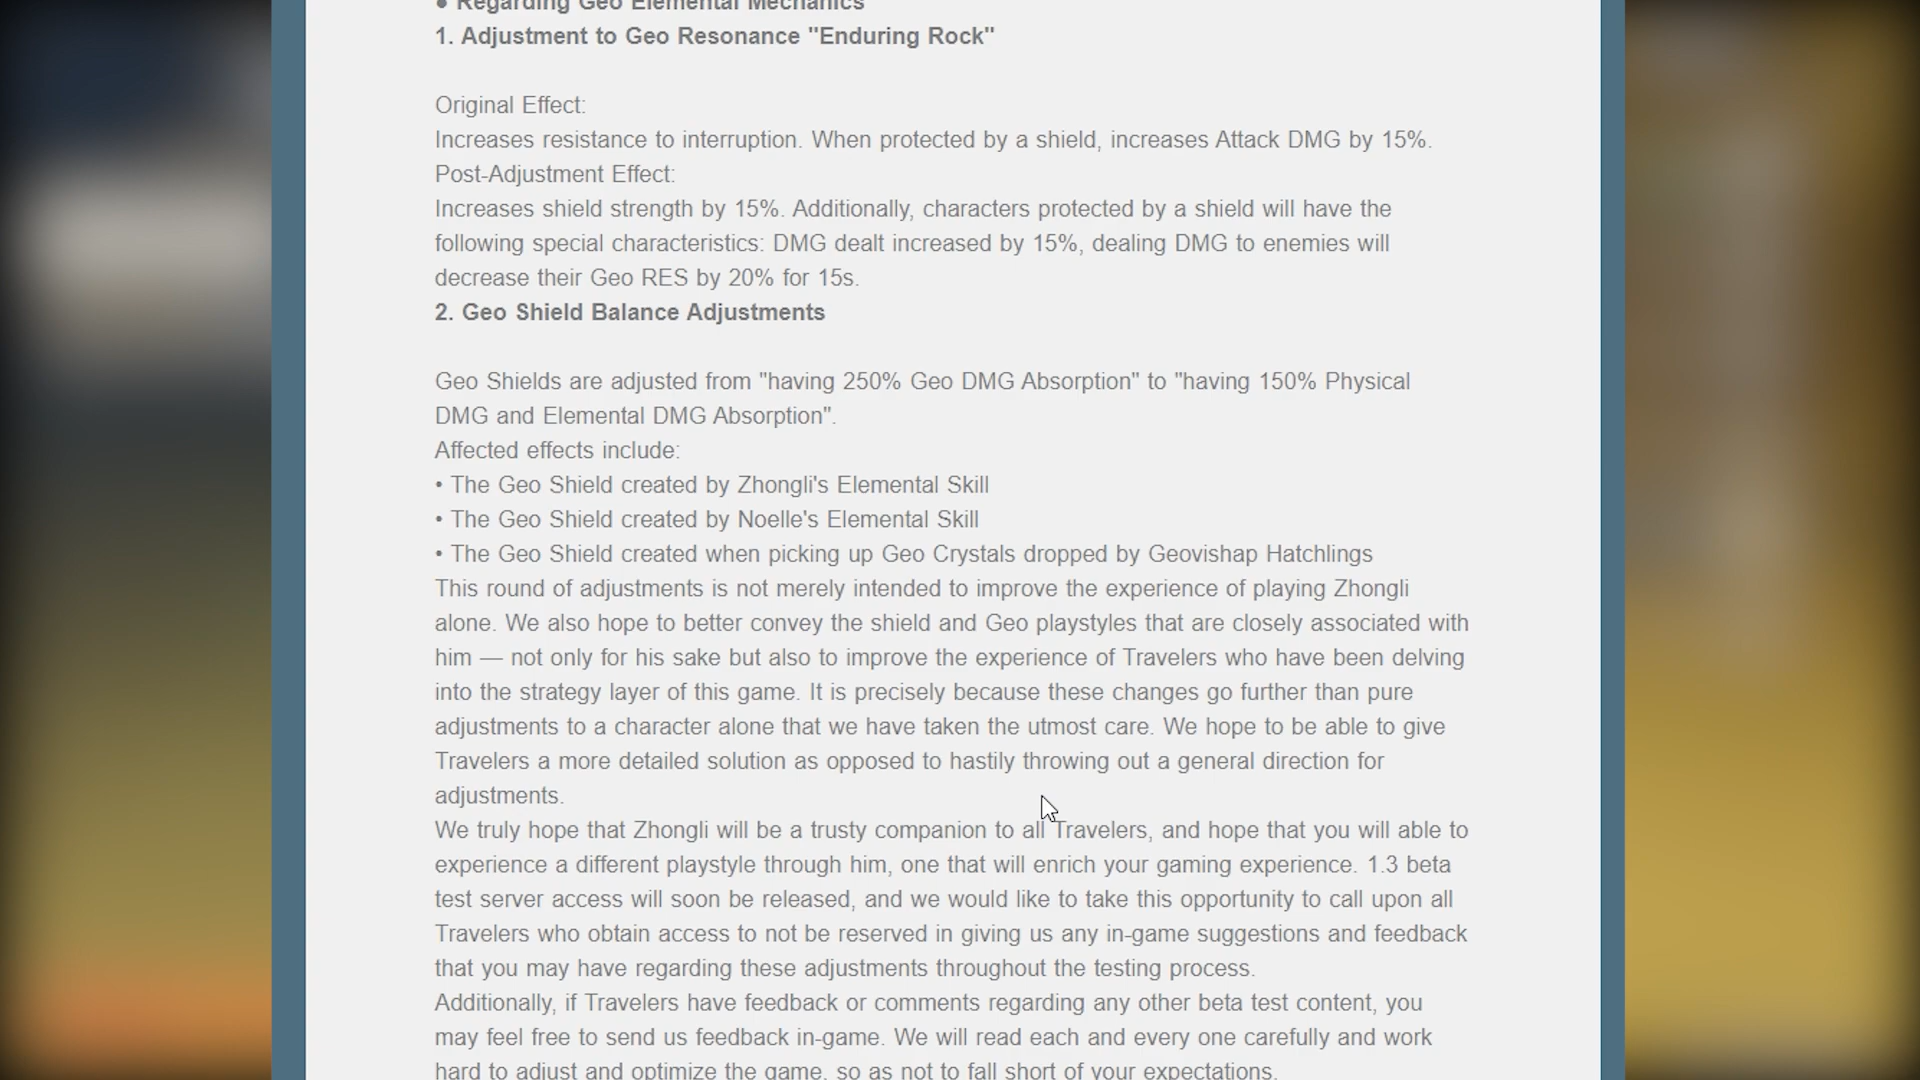 • Regarding Geo Elemental Mechanics
1. Adjustment to Geo Resonance "Enduring Rock"
Original Effect:
Increases resistance to interruption. When protected by a shield, increases Attack DMG by 15%.
Post-Adjustment Effect:
Increases shield strength by 15%. Additionally, characters protected by a shield will have the
following special characteristics: DMG dealt increased by 15%, dealing DMG to enemies will
decrease their Geo RES by 20% for 15s.
2. Geo Shield Balance Adjustments
Geo Shields are adjusted from "having 250% Geo DMG Absorption" to "having 150% Physical
DMG and Elemental DMG Absorption".
Affected effects include:
• The Geo Shield created by Zhongli's Elemental Skill
• The Geo Shield created by Noelle's Elemental Skill
• The Geo Shield created when picking up Geo Crystals dropped by Geovishap Hatchlings
This round of adjustments is not merely intended to improve the experience of playing Zhongli
alone. We also hope to better convey the shield and Geo playstyles that are closely associated with
him — not only for his sake but also to improve the experience of Travelers who have been delving
into the strategy layer of this game. It is precisely because these changes go further than pure
adjustments to a character alone that we have taken the utmost care. We hope to be able to give
Travelers a more detailed solution as opposed to hastily throwing out a general direction for
adjustments.
We truly hope that Zhongli will be a trusty companion to all Travelers, and hope that you will able to
experience a different playstyle through him, one that will enrich your gaming experience. 1.3 beta
test server access will soon be released, and we would like to take this opportunity to call upon all
Travelers who obtain access to not be reserved in giving us any in-game suggestions and feedback
that you may have regarding these adjustments throughout the testing process.
Additionally, if Travelers have feedback or comments regarding any other beta test content, you
may feel free to send us feedback in-game. We will read each and every one carefully and work
hard to adjust and optimize the game, so as not to fall short of your expectations.